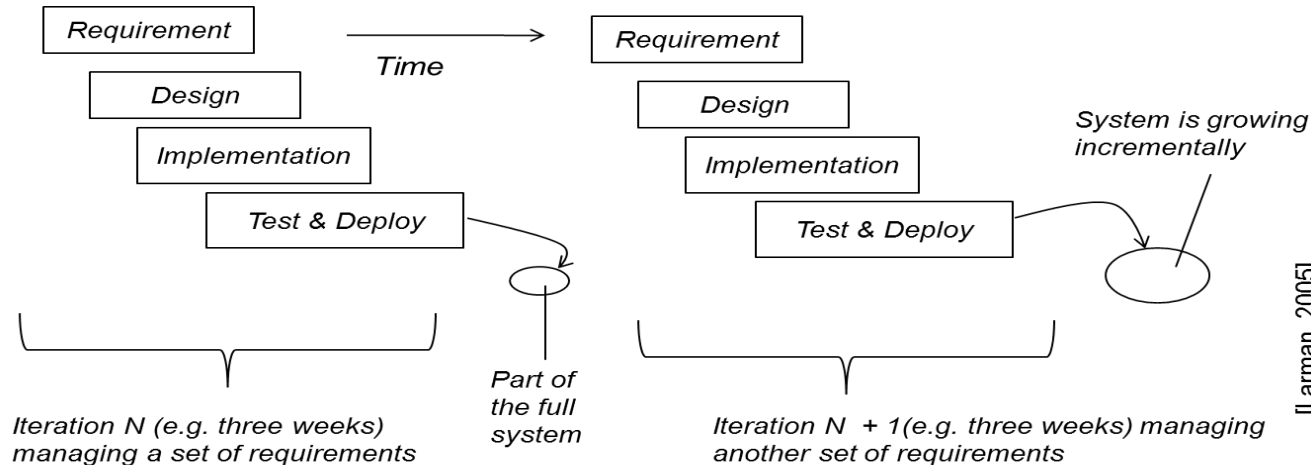 Requirement
Time
Design
Implementation
Test & Deploy
Part of
the full
system
Iteration N (e.g. three weeks)
managing a set of requirements
Requirement
Design
Implementation
Test & Deploy
System is growing
incrementally
Iteration N + 1(e.g. three weeks) managing
another set of requirements
[Larman, 2005]